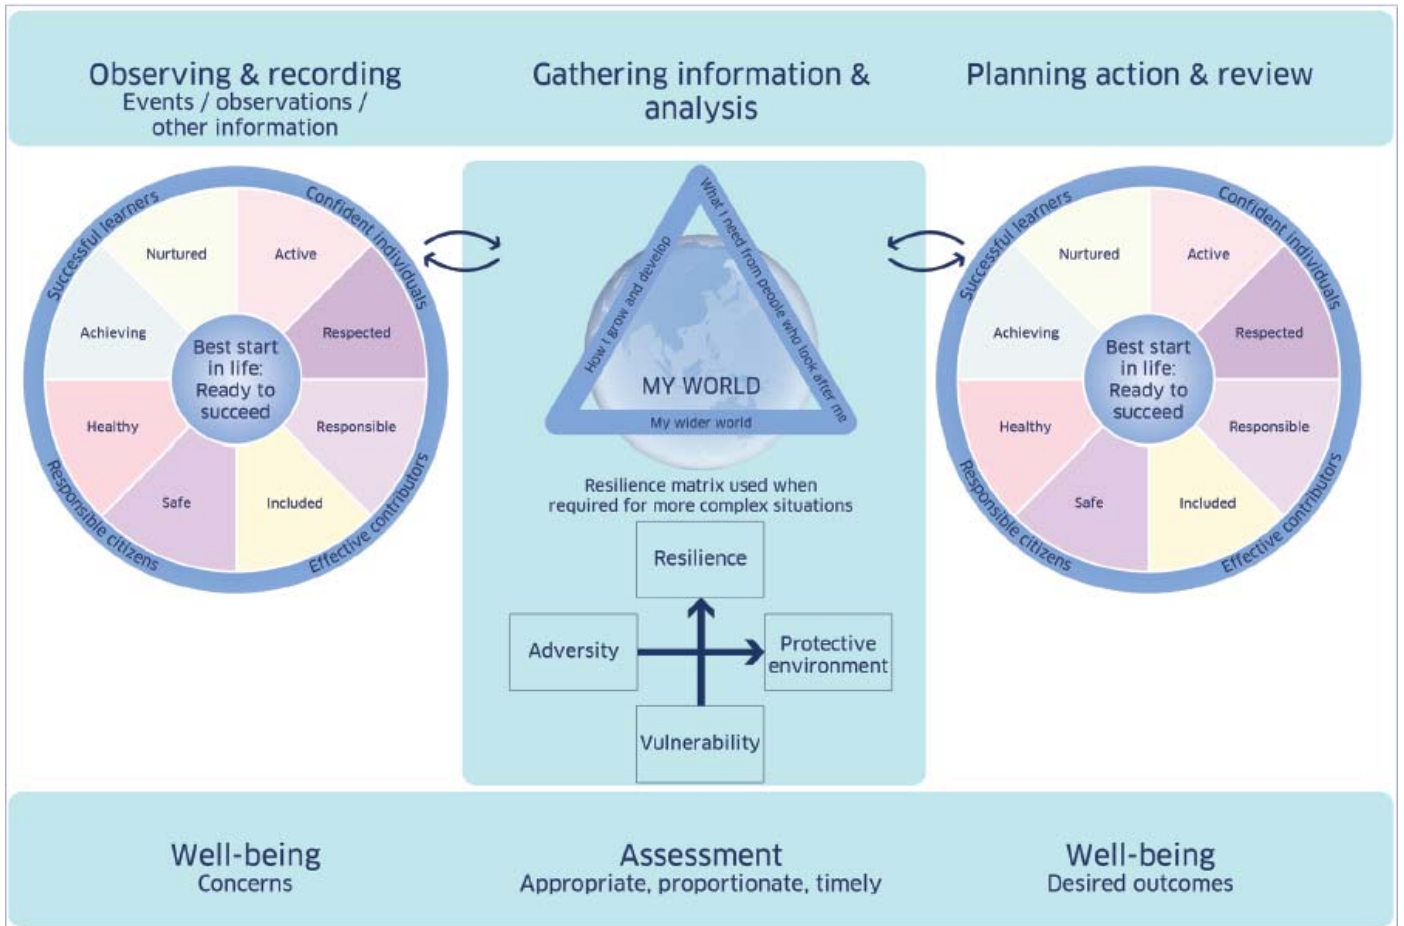 Observing & recording
Events / observations /
other information
Gathering information &
analysis
Planning action & review
Successful learners
Confident individuals
Nurtured
Active
Achieving
Respected
Best start
in life:
Ready to
succeed
Healthy
Responsible
Safe
Included
Responsible citizens
Effective contributors
How I grow and develop
What I need from people who look after me
MY WORLD
My wider world
Resilience matrix used when
required for more complex situations
Resilience
Adversity
Protective
environment
Vulnerability
Successful learners
Confident individuals
Nurtured
Active
Achieving
Respected
Best start
in life:
Ready to
succeed
Healthy
Responsible
Safe
Included
Responsible citizens
Effective contributors
Well-being
Concerns
Assessment
Appropriate, proportionate, timely
Well-being
Desired outcomes